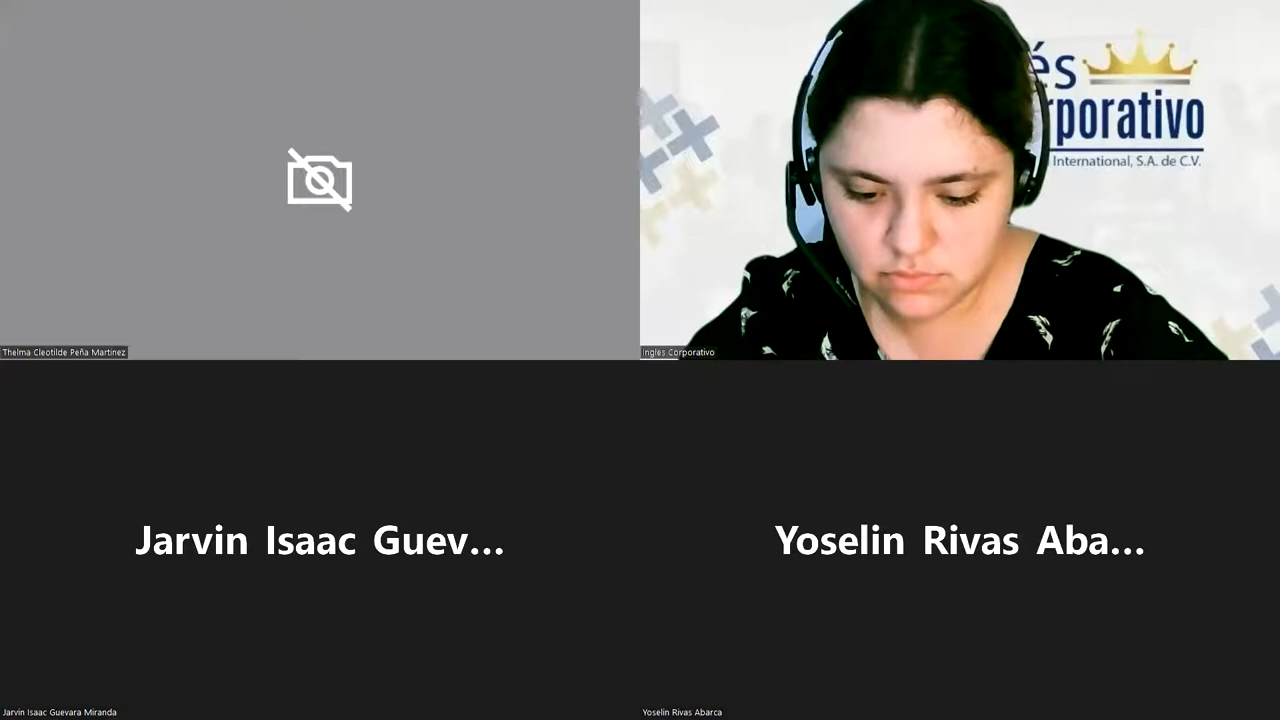 Thelma Cleotilde Peña Martinez
és
porativo
International, S.A. de C.V.
Ingles Corporativo
Jarvin Isaac Guev...
Yoselin Rivas Aba...
Jarvin Isaac Guevara Miranda
Yoselin Rivas Abarca